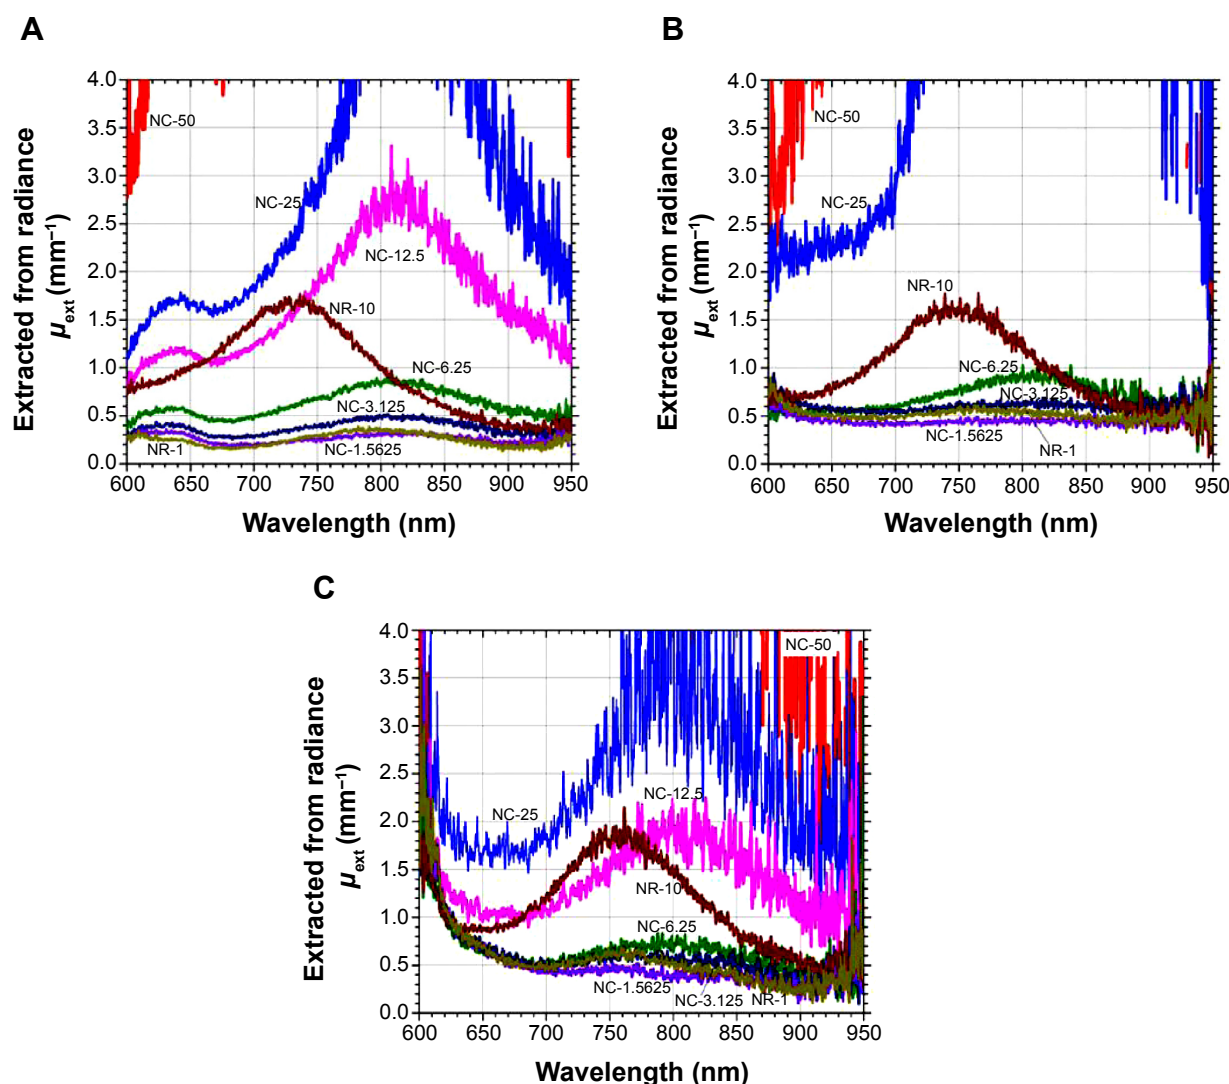 A
B
4.0
3.5
3.0
2.5
2.0
1.5
1.0
0.5
0.0
600 650 700 750 800 850 900 950
Wavelength (nm)
Extracted from radiance
μext (mm–1)
NC-50
NC-25
NC-12.5
NR-10
NC-6.25
NC-3.125
NR-1
NC-1.5625
4.0
3.5
3.0
2.5
2.0
1.5
1.0
0.5
0.0
600 650 700 750 800 850 900 950
Wavelength (nm)
Extracted from radiance
μext (mm–1)
NC-50
NC-25
NR-10
NC-6.25
NC-3.125
NC-1.5625
NR-1
C
4.0
3.5
3.0
2.5
2.0
1.5
1.0
0.5
0.0
600 650 700 750 800 850 900 950
Wavelength (nm)
Extracted from radiance
μext (mm–1)
NC-50
NC-25
NC-12.5
NR-10
NC-6.25
NC-1.5625
NC-3.125
NR-1